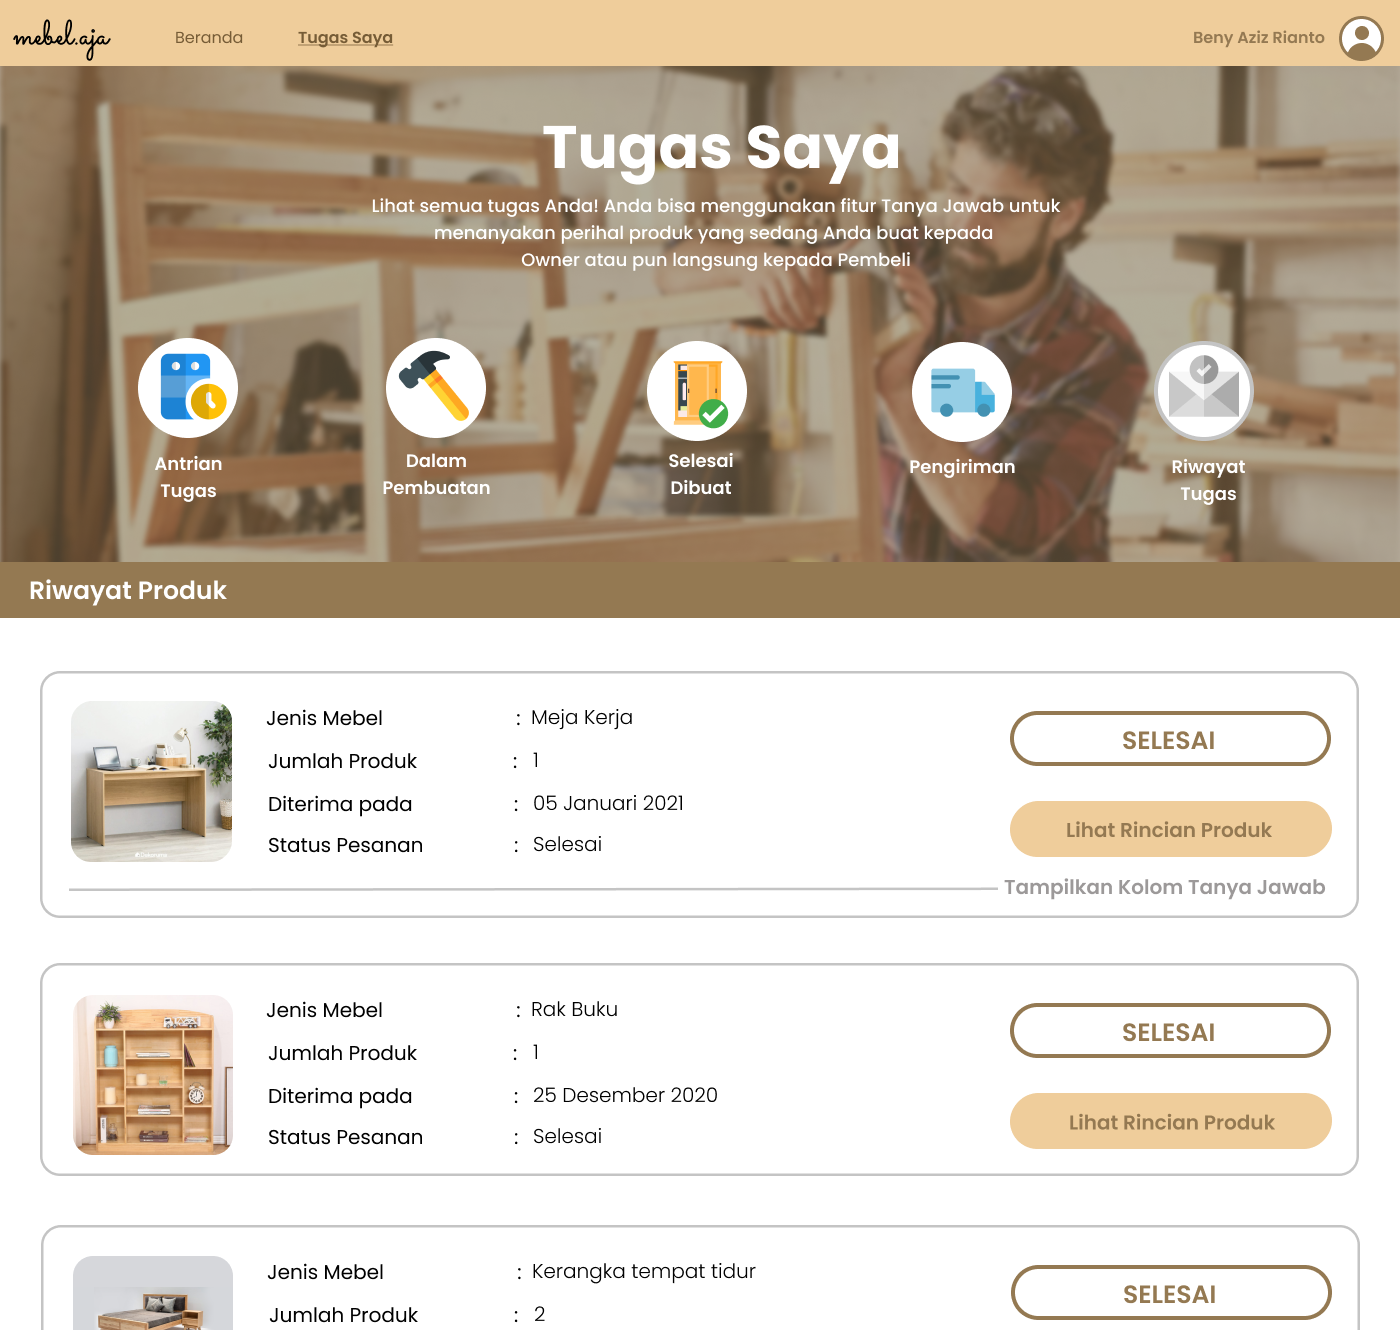 mebel.aja
Beranda
Tugas Saya
Beny Aziz Rianto
Tugas Saya
Lihat semua tugas Anda! Anda bisa menggunakan fitur Tanya Jawab untuk
menanyakan perihal produk yang sedang Anda buat kepada
Owner atau pun langsung kepada Pembeli
Antrian
Tugas
Dalam
Pembuatan
Selesai
Dibuat
Pengiriman
Riwayat
Tugas
Riwayat Produk
Jenis Mebel : Meja Kerja
Jumlah Produk : 1
Diterima pada : 05 Januari 2021
Status Pesanan : Selesai
SELESAI
Lihat Rincian Produk
Tampilkan Kolom Tanya Jawab
Jenis Mebel : Rak Buku
Jumlah Produk : 1
Diterima pada : 25 Desember 2020
Status Pesanan : Selesai
SELESAI
Lihat Rincian Produk
Jenis Mebel : Kerangka tempat tidur
Jumlah Produk : 2
SELESAI